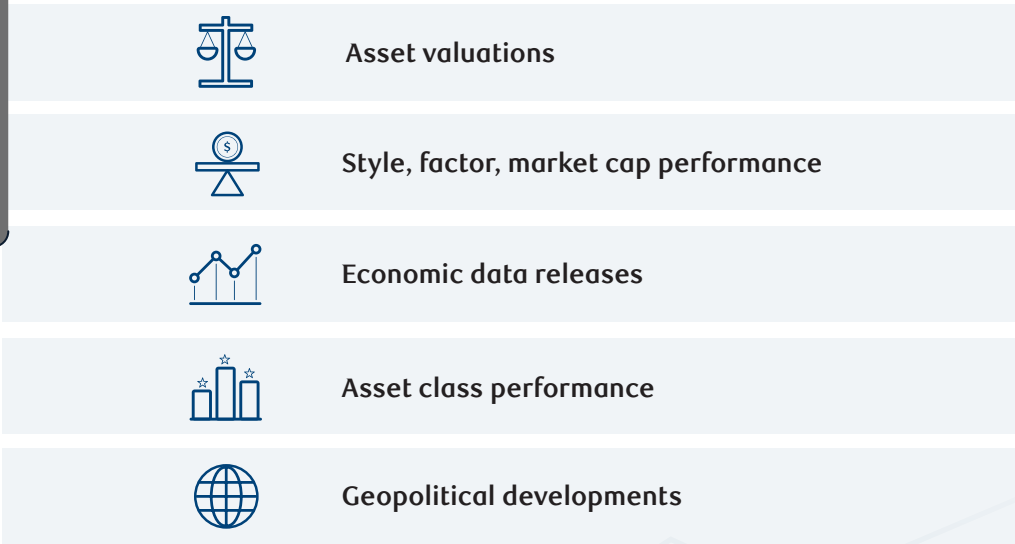 Asset valuations
$
Style, factor, market cap performance
Economic data releases
Asset class performance
Geopolitical developments